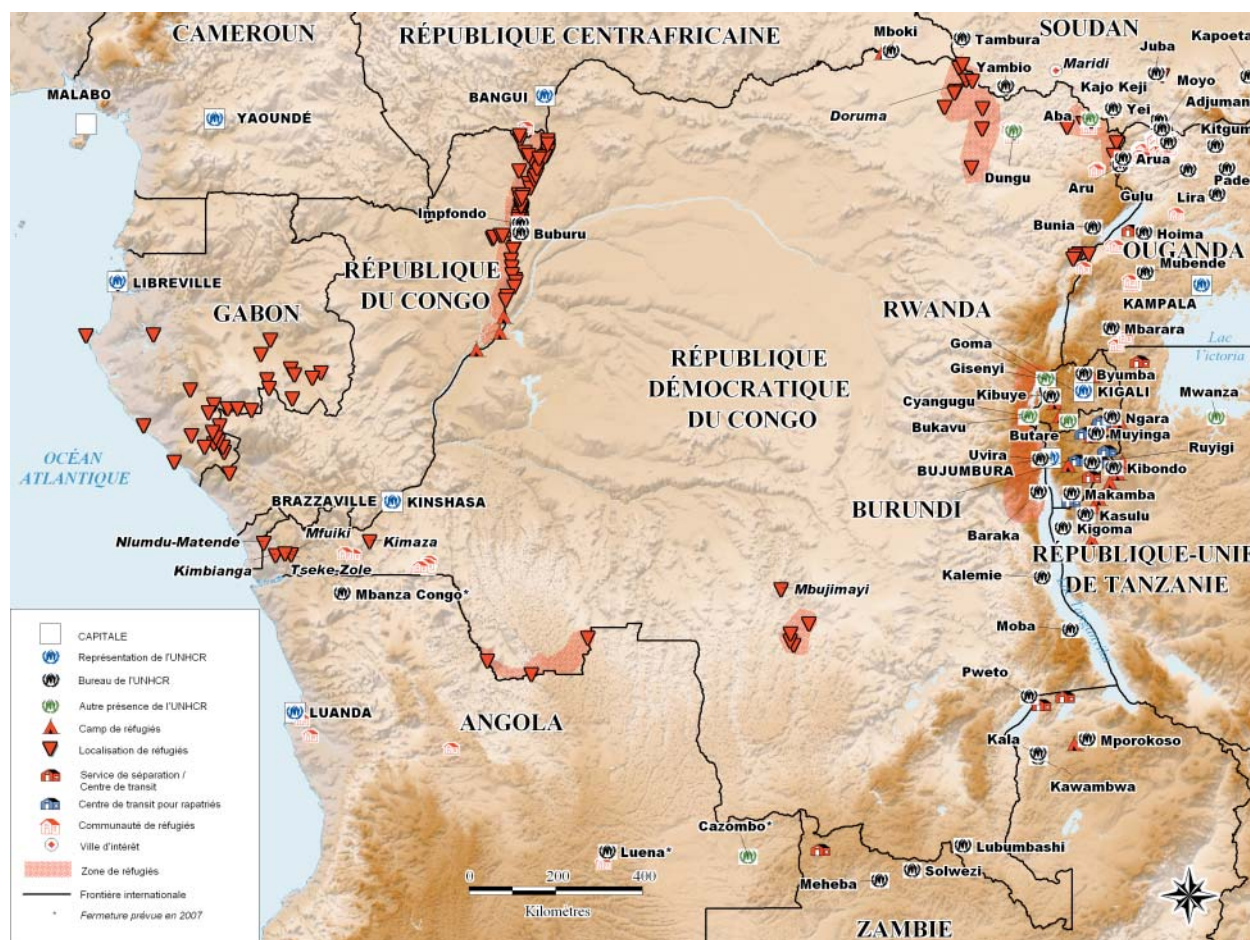 CAMEROUN
RÉPUBLIQUE CENTRAFRICAINE
SOUDAN
Mboki
Tambura
Kapoeta
Juba
Maridi
Yambio
Moyo
MALABO
BANGUI
Kajo Keji
YAOUNDÉ
Doruma
Yei
Adjuman
Aba
Kitgum
Dungu
Arua
Pade
Aru
Lira
Gulu
Impfondo
Buburu
Bunia
Hoima
OUGANDA
Mubende
LIBREVILLE
RÉPUBLIQUE
DU CONGO
KAMPALA
GABON
RWANDA
Mbarara
Goma
Lac
Victoria
RÉPUBLIQUE
DÉMOCRATIQUE
DU CONGO
Gisenyi
Byumba
Kibuye
KIGALI
Mwanza
Cyangugu
Bukavu
Ngara
Butare
Muyinga
Ruyigi
OCÉAN
ATLANTIQUE
Uvira
BUJUMBURA
Kibondo
BRAZZAVILLE
KINSHASA
BURUNDI
Makamba
Kasulu
Kigoma
Nlumdu-Matende
Mfuiki
Kimaza
Baraka
Kimbianga
Tseke-Zole
RÉPUBLIQUE-UNIE
DE TANZANIE
Kalemie
Mbanza Congo*
Mbujimayi
Moba
Pweto
LUANDA
ANGOLA
Kala
Mporokoso
Kawambwa
Cazombo*
Luena*
Lubumbashi
Solwezi
Meheba
ZAMBIE
0 200 400
Kilomètres
CAPITALE
Représentation de l'UNHCR
Bureau de l'UNHCR
Autre présence de l'UNHCR
Camp de réfugiés
Localisation de réfugiés
Service de séparation /
Centre de transit
Centre de transit pour rapatriés
Communauté de réfugiés
Ville d'intérêt
Zone de réfugiés
Frontière internationale
* Fermeture prévue en 2007